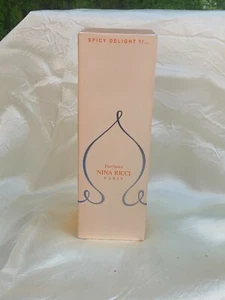 SPICY DELIGHT !!...
Parfums
NINA RICCI
PARIS